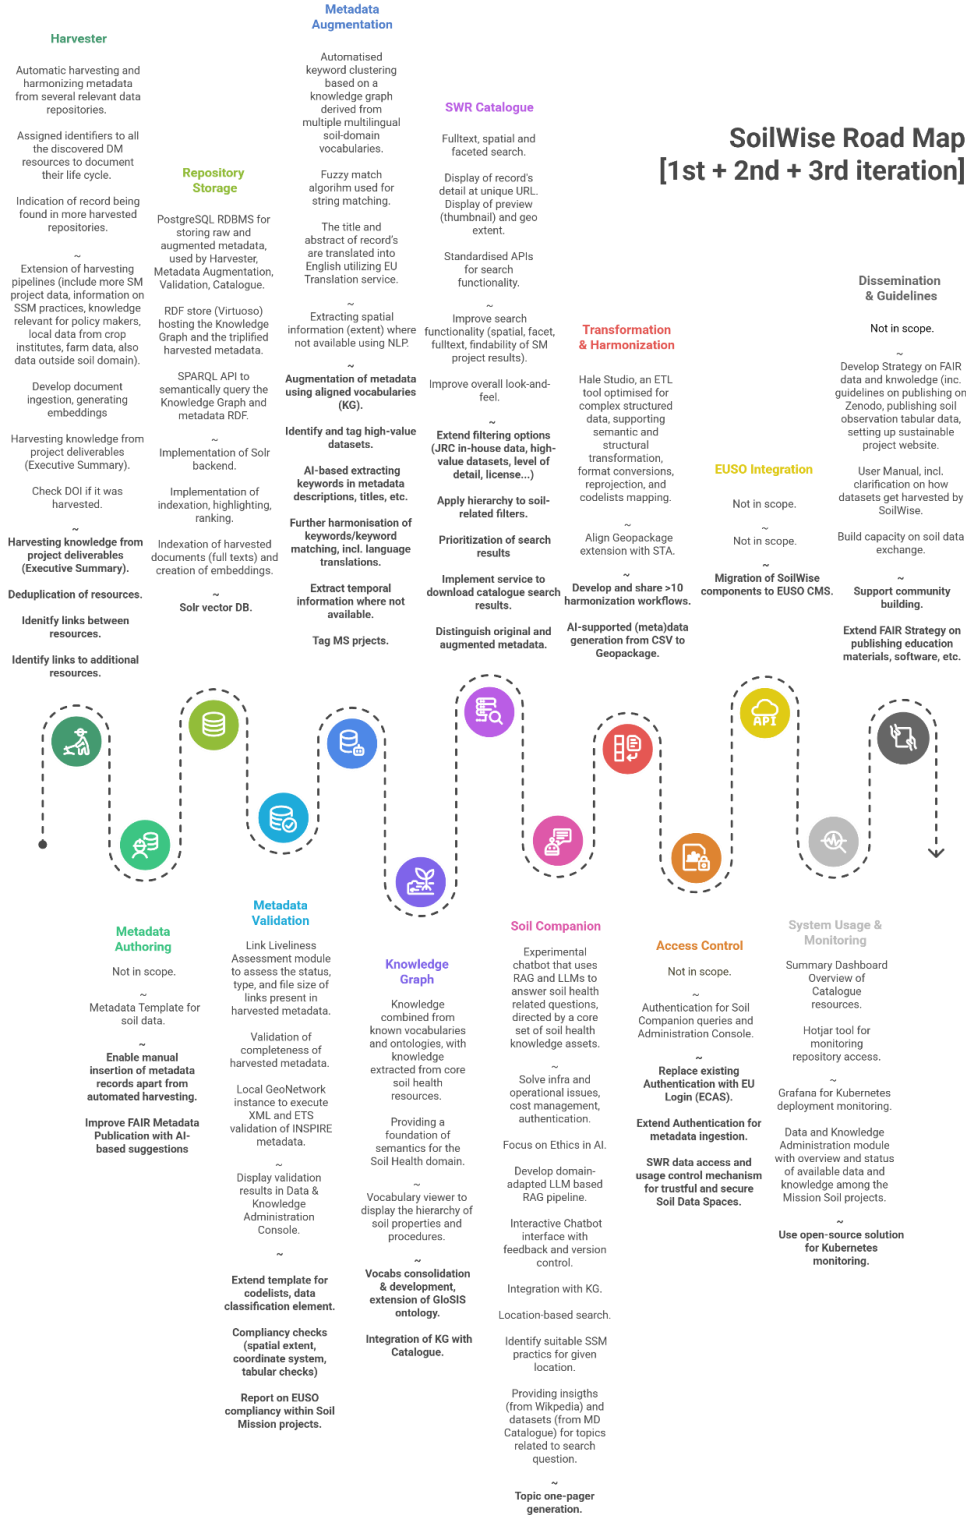 SoilWise Road Map
[1st + 2nd + 3rd iteration]
Harvester
Automatic harvesting and
harmonizing metadata
from several relevant data
repositories.
Assigned identifiers to all
the discovered DM
resources to document
their life cycle.
Indication of record being
found in more harvested
repositories.
~
Extension of harvesting
pipelines (include more SM
project data, information on
SSM practices, knowledge
relevant for policy makers,
local data from crop
institutes, farm data, also
data outside soil domain).
Develop document
ingestion, generating
embeddings
Harvesting knowledge from
project deliverables
(Executive Summary).
Check DOI if it was
harvested.
~
Harvesting knowledge from
project deliverables
(Executive Summary).
Deduplication of resources.
Idenitfy links between
resources.
Identify links to additional
resources.
Repository
Storage
PostgreSQL RDBMS for
storing raw and
augmented metadata,
used by Harvester,
Metadata Augmentation,
Validation, Catalogue.
RDF store (Virtuoso)
hosting the Knowledge
Graph and the triplified
harvested metadata.
SPARQL API to
semantically query the
Knowledge Graph and
metadata RDF.
~
Implementation of Solr
backend.
Implementation of
indexation, highlighting,
ranking.
Indexation of harvested
documents (full texts) and
creation of embeddings.
~
Solr vector DB.
Metadata
Augmentation
Automatised
keyword clustering
based on a
knowledge graph
derived from
multiple multilingual
soil-domain
vocabularies.
Fuzzy match
algorihm used for
string matching.
The title and
abstract of record's
are translated into
English utilizing EU
Translation service.
~
Extracting spatial
information (extent) where
not available using NLP.
~
Augmentation of metadata
using aligned vocabularies
(KG).
Identify and tag high-value
datasets.
AI-based extracting
keywords in metadata
descriptions, titles, etc.
Further harmonisation of
keywords/keyword
matching, incl. language
translations.
Extract temporal
information where not
available.
Tag MS prjects.
SWR Catalogue
Fulltext, spatial and
faceted search.
Display of record's
detail at unique URL.
Display of preview
(thumbnail) and geo
extent.
Standardised APIs
for search
functionality.
~
Improve search
functionality (spatial, facet,
fulltext, findability of SM
project results).
Improve overall look-and-
feel.
~
Extend filtering options
(JRC in-house data, high-
value datasets, level of
detail, license...)
Apply hierarchy to soil-
related filters.
Prioritization of search
results
Implement service to
download catalogue search
results.
Distinguish original and
augmented metadata.
Transformation
& Harmonization
Hale Studio, an ETL
tool optimised for
complex structured
data, supporting
semantic and
structural
transformation,
format conversions,
reprojection, and
codelists mapping.
~
Align Geopackage
extension with STA.
~
Develop and share >10
harmonization workflows.
AI-supported (meta)data
generation from CSV to
Geopackage.
EUSO Integration
Not in scope.
~
Not in scope.
~
Migration of SoilWise
components to EUSO CMS.
Dissemination
& Guidelines
Not in scope.
~
Develop Strategy on FAIR
data and knwoledge (inc.
guidelines on publishing on
Zenodo, publishing soil
observation tabular data,
setting up sustainable
project website.
User Manual, incl.
clarification on how
datasets get harvested by
SoilWise.
Build capacity on soil data
exchange.
~
Support community
building.
Extend FAIR Strategy on
publishing education
materials, software, etc.
API
Metadata
Authoring
Not in scope.
~
Metadata Template for
soil data.
~
Enable manual
insertion of metadata
records apart from
automated harvesting.
Improve FAIR Metadata
Publication with AI-
based suggestions
Metadata
Validation
Link Liveliness
Assessment module
to assess the status,
type, and file size of
links present in
harvested metadata.
Validation of
completeness of
harvested metadata.
Local GeoNetwork
instance to execute
XML and ETS
validation of INSPIRE
metadata.
~
Display validation
results in Data &
Knowledge
Administration
Console.
~
Extend template for
codelists, data
classification element.
Compliancy checks
(spatial extent,
coordinate system,
tabular checks)
Report on EUSO
compliancy within Soil
Mission projects.
Knowledge
Graph
Knowledge
combined from
known vocabularies
and ontologies, with
knowledge
extracted from core
soil health
resources.
Providing a
foundation of
semantics for the
Soil Health domain.
~
Vocabulary viewer to
display the hierarchy of
soil properties and
procedures.
~
Vocabs consolidation
& development,
extension of GloSIS
ontology.
Integration of KG with
Catalogue.
Soil Companion
Experimental
chatbot that uses
RAG and LLMs to
answer soil health
related questions,
directed by a core
set of soil health
knowledge assets.
~
Solve infra and
operational issues,
cost management,
authentication.
Focus on Ethics in AI.
Develop domain-
adapted LLM based
RAG pipeline.
Interactive Chatbot
interface with
feedback and version
control.
Integration with KG.
Location-based search.
Identify suitable SSM
practics for given
location.
Providing insigths
(from Wikpedia) and
datasets (from MD
Catalogue) for topics
related to search
question.
~
Topic one-pager
generation.
Access Control
Not in scope.
~
Authentication for Soil
Companion queries and
Administration Console.
~
Replace existing
Authentication with EU
Login (ECAS).
Extend Authentication for
metadata ingestion.
SWR data access and
usage control mechanism
for trustful and secure
Soil Data Spaces.
System Usage &
Monitoring
Summary Dashboard
Overview of
Catalogue
resources.
Hotjar tool for
monitoring
repository access.
~
Grafana for Kubernetes
deployment monitoring.
Data and Knowledge
Administration module
with overview and status
of available data and
knowledge among the
Mission Soil projects.
~
Use open-source solution
for Kubernetes
monitoring.